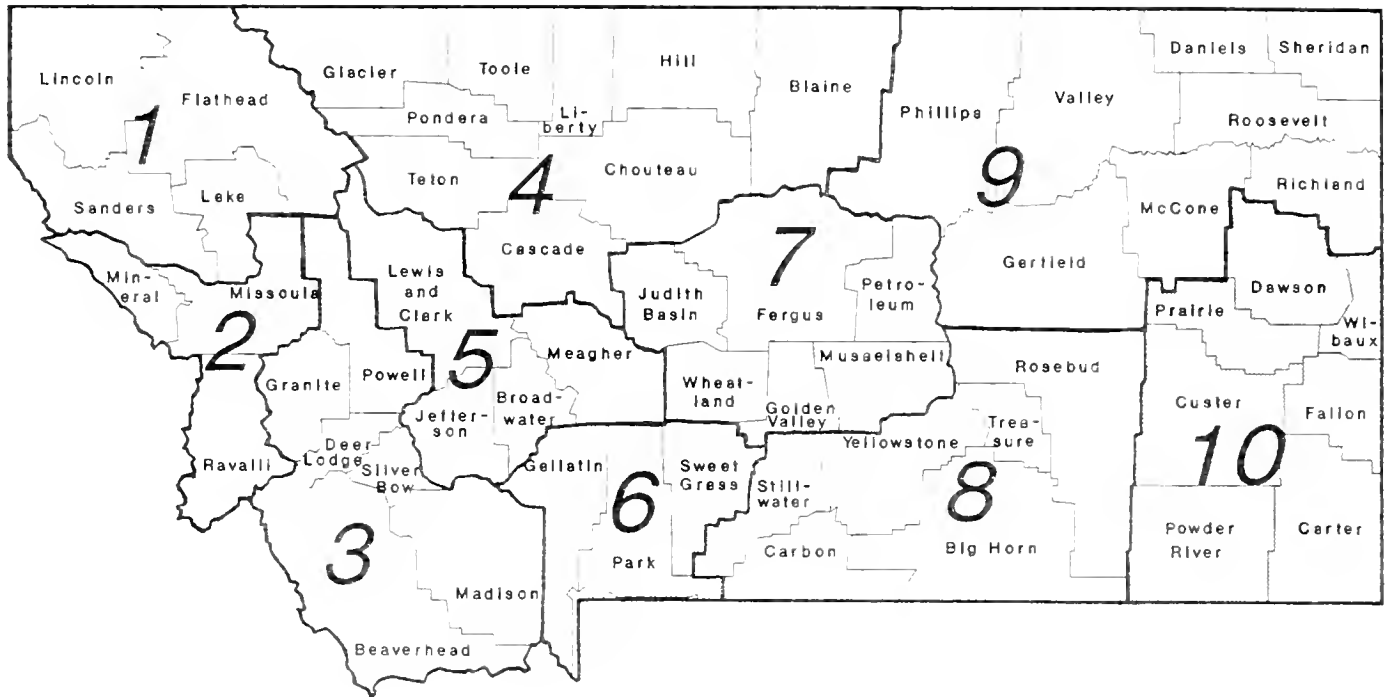 Lincoln
Flathead
1
Sanders
Lake
Glacier
Toole
Hill
Blaine
Pondera
Li-
berty
Teton
4
Chouteau
Cascade
Phillips
Valley
Daniels
Sheridan
Roosevelt
9
McCone
Richland
Garfield
Min-
eral
Missoula
2
Ravalli
Lewis
and
Clerk
5
Meagher
Broad-
water
Jeffer-
son
Judith
Basin
7
Fergus
Petro-
leum
Wheat-
land
Golden
Valley
Musselshell
Granite
Powell
Deer
Lodge
Silver
Bow
3
Madison
Beaverhead
Gallatin
6
Park
Sweet
Grass
Still-
water
Yellowstone
Trea-
sure
Rosebud
8
Carbon
Big Horn
Prairie
Dawson
Wi-
baux
Custer
Fallon
10
Powder
River
Carter